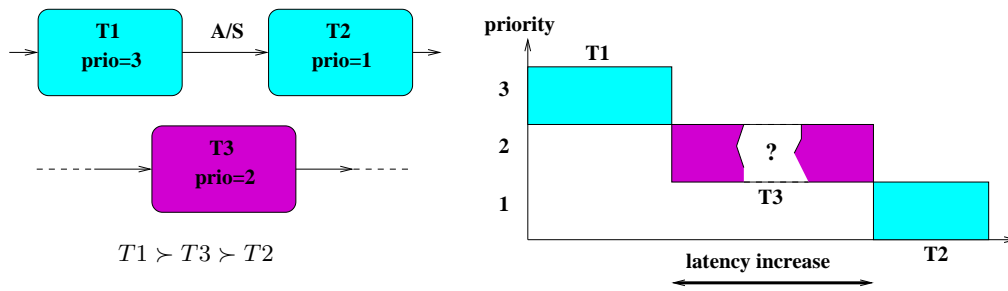 T1
prio=3
A/S
T2
prio=1
T3
prio=2
T1 ≻ T3 ≻ T2
priority
3
2
1
T1
?
T3
T2
latency increase